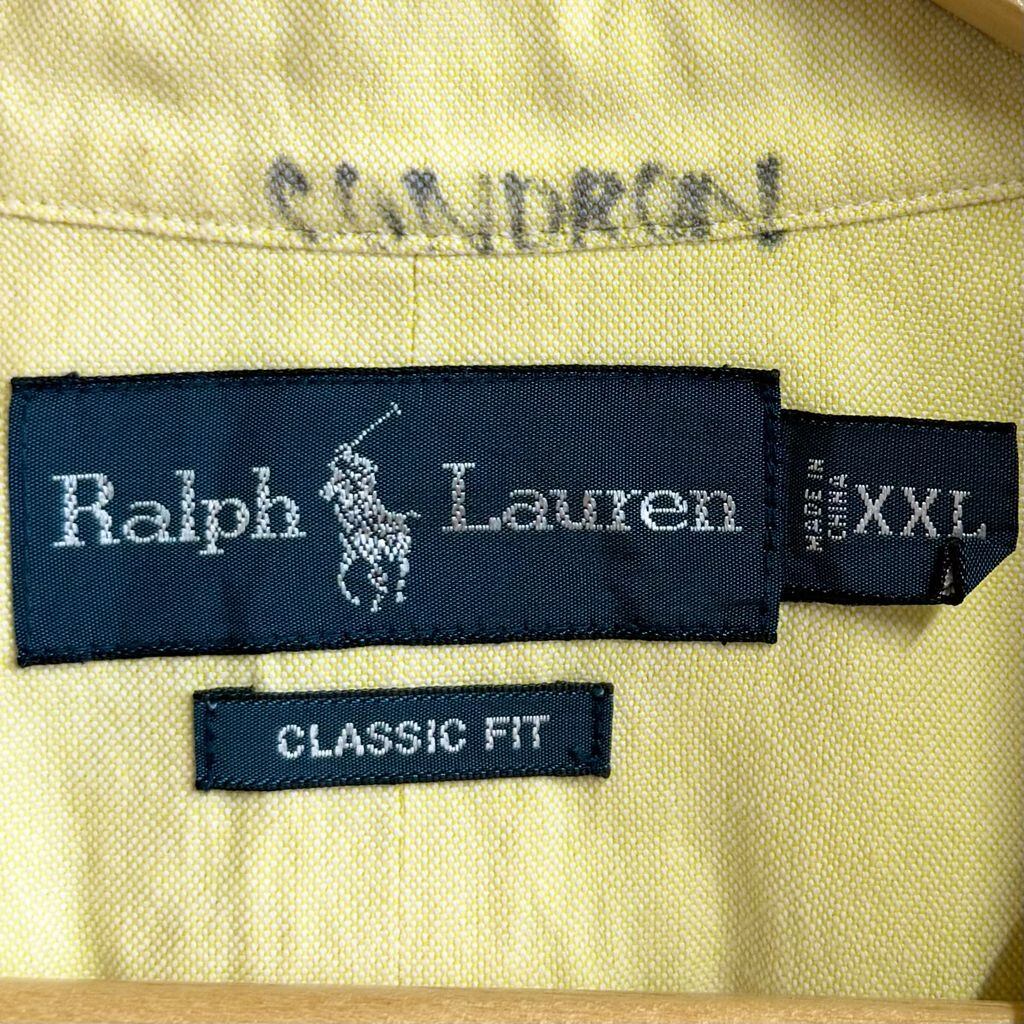 Ralph Lauren
MADE IN
CHINA
XXL
CLASSIC FIT